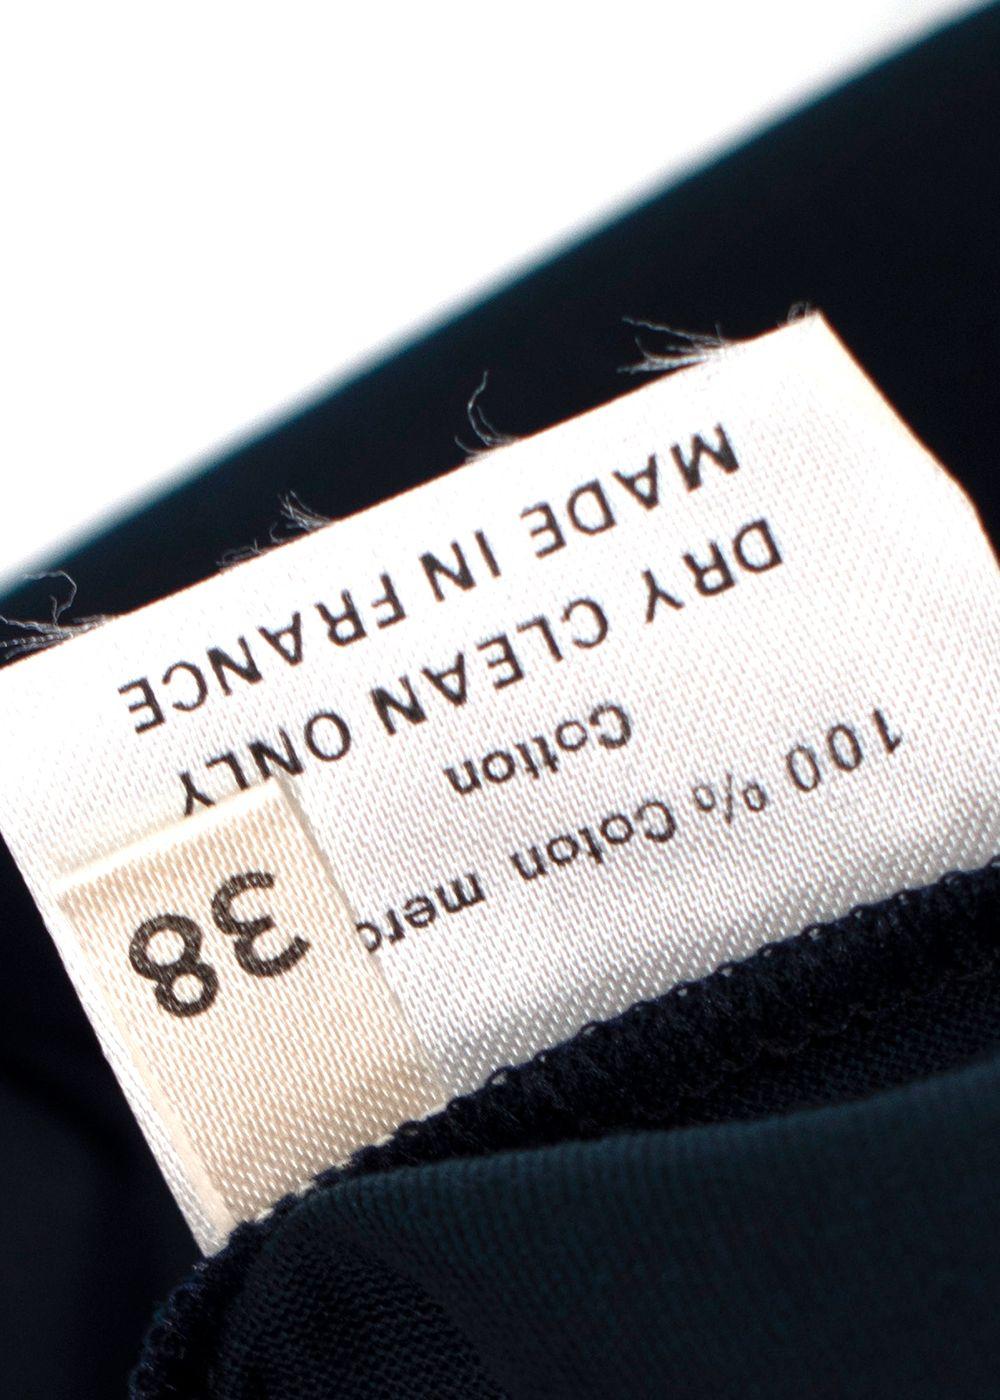 100 % Coton merc
Cotton
DRY CLEAN ONLY
MADE IN FRANCE
38